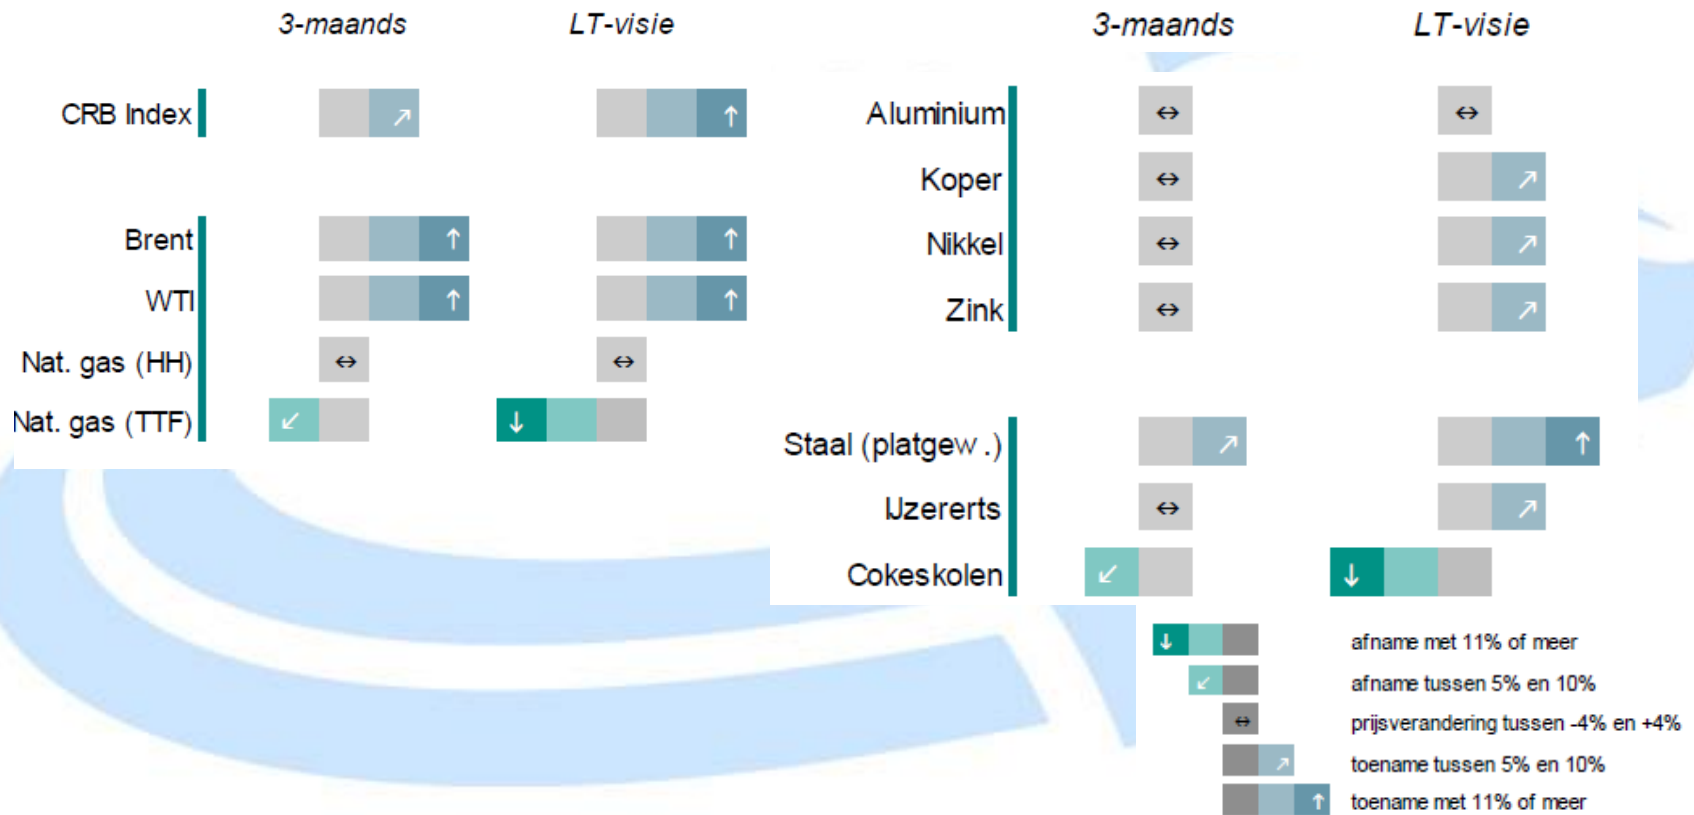 3-maands LT-visie
CRB Index ↗ ↑
Brent ↑ ↑
WTI ↑ ↑
Nat. gas (HH) ↔ ↔
Nat. gas (TTF) ↙ ↓
3-maands LT-visie
Aluminium ↔ ↔
Koper ↔ ↗
Nikkel ↔ ↗
Zink ↔ ↗
Staal (platgew.) ↗ ↑
IJzererts ↔ ↗
Cokeskolen ↙ ↓
↓ afname met 11% of meer
↙ afname tussen 5% en 10%
↔ prijsverandering tussen -4% en +4%
↗ toename tussen 5% en 10%
↑ toename met 11% of meer